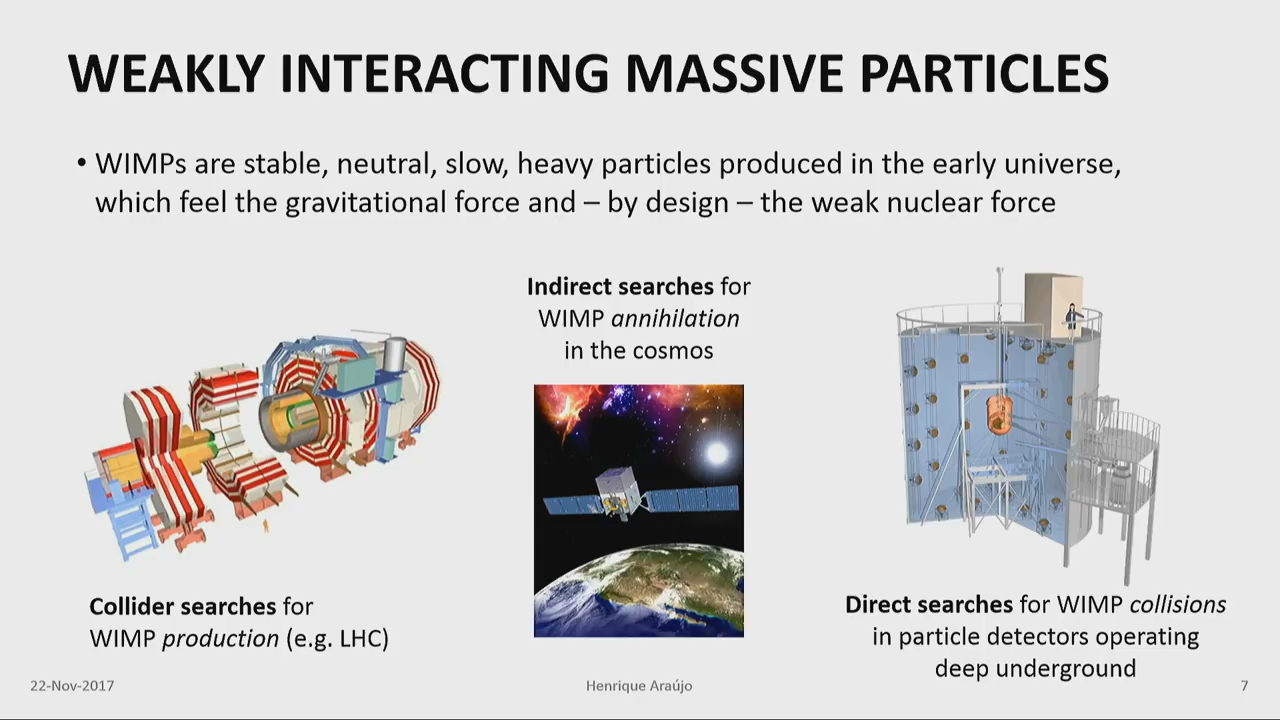 WEAKLY INTERACTING MASSIVE PARTICLES
• WIMPs are stable, neutral, slow, heavy particles produced in the early universe,
which feel the gravitational force and – by design – the weak nuclear force
Indirect searches for
WIMP annihilation
in the cosmos
Collider searches for
WIMP production (e.g. LHC)
Direct searches for WIMP collisions
in particle detectors operating
deep underground
22-Nov-2017
Henrique Araújo
7